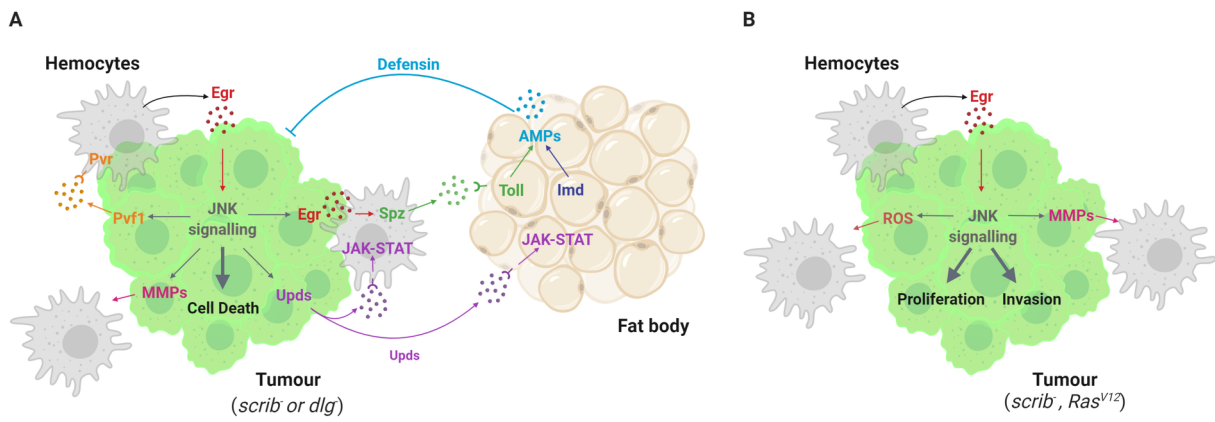 A
Hemocytes
Egr
Defensin
AMPs
Pvr
Toll
Imd
Pvf1
JNK
signalling
Egr
Spz
JAK-STAT
JAK-STAT
MMPs
Cell Death
Upds
Upds
Fat body
Tumour
(scrib⁻ or dlg⁻)
B
Hemocytes
Egr
ROS
JNK
signalling
MMPs
Proliferation
Invasion
Tumour
(scrib⁻, Rasⱽ¹²)